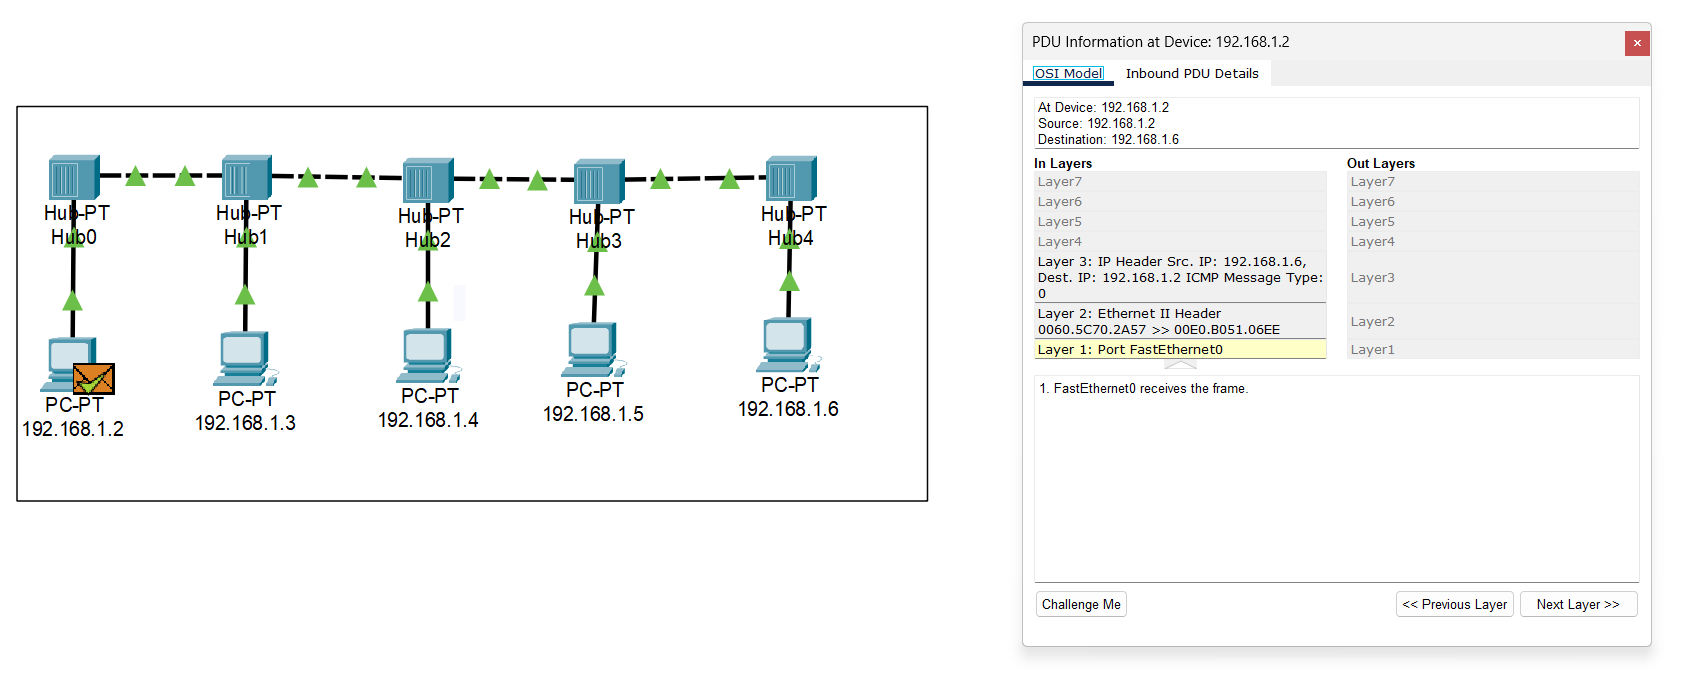 Hub-PT
Hub0
Hub-PT
Hub1
Hub-PT
Hub2
Hub-PT
Hub3
Hub-PT
Hub4
PC-PT
192.168.1.2
PC-PT
192.168.1.3
PC-PT
192.168.1.4
PC-PT
192.168.1.5
PC-PT
192.168.1.6
PDU Information at Device: 192.168.1.2
OSI Model
Inbound PDU Details
At Device: 192.168.1.2
Source: 192.168.1.2
Destination: 192.168.1.6
In Layers
Layer7
Layer6
Layer5
Layer4
Layer 3: IP Header Src. IP: 192.168.1.6,
Dest. IP: 192.168.1.2 ICMP Message Type:
0
Layer 2: Ethernet II Header
0060.5C70.2A57 >> 00E0.B051.06EE
Layer 1: Port FastEthernet0
Out Layers
Layer7
Layer6
Layer5
Layer4
Layer3
Layer2
Layer1
1. FastEthernet0 receives the frame.
Challenge Me
<< Previous Layer
Next Layer >>